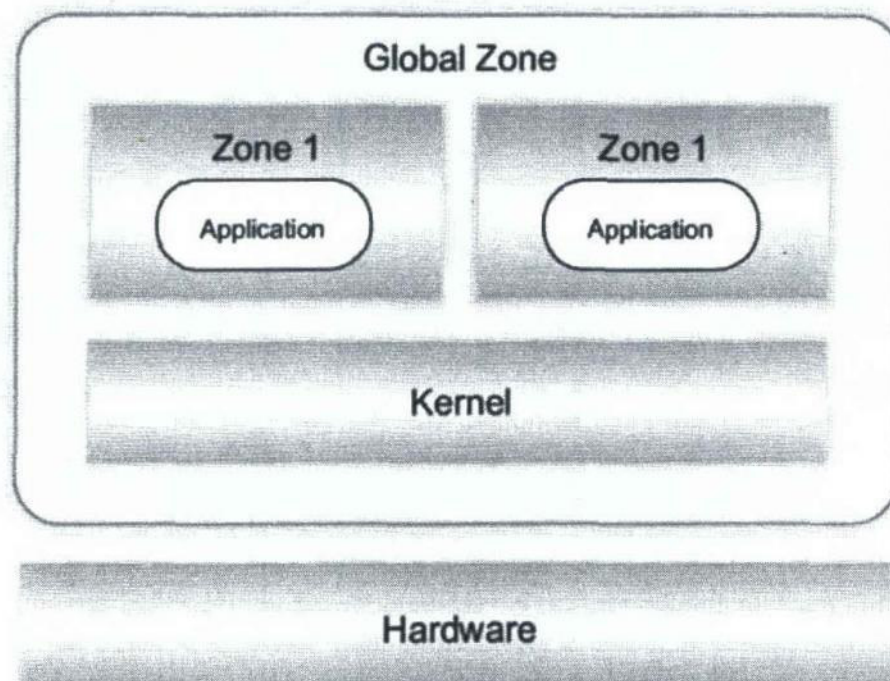 Global Zone
Zone 1
Zone 1
Application
Application
Kernel
Hardware